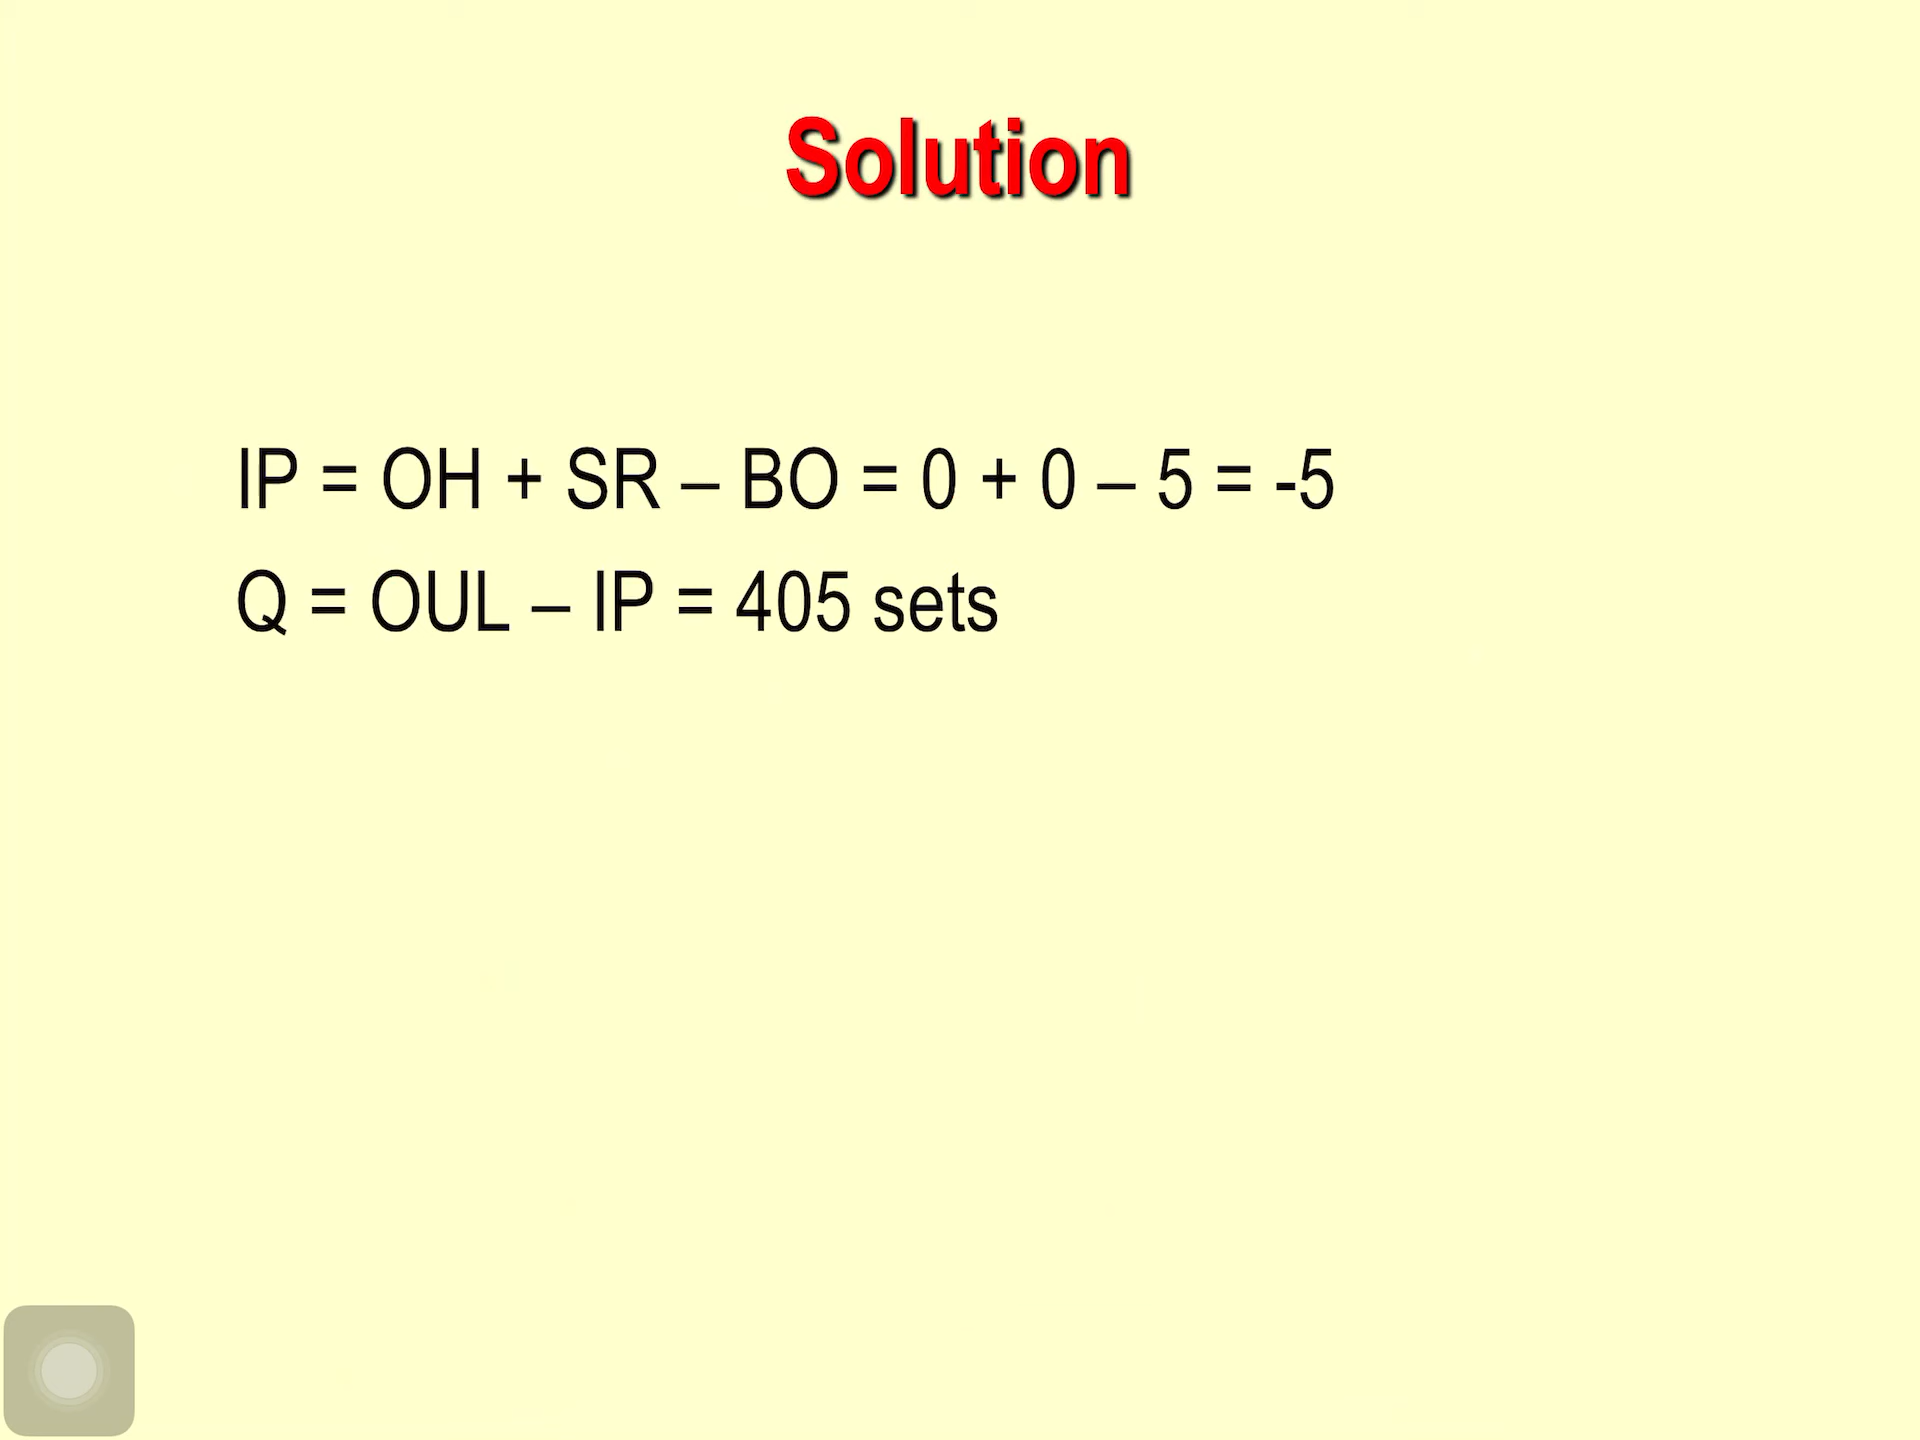 Solution
IP = OH + SR – BO = 0 + 0 – 5 = -5
Q = OUL – IP = 405 sets